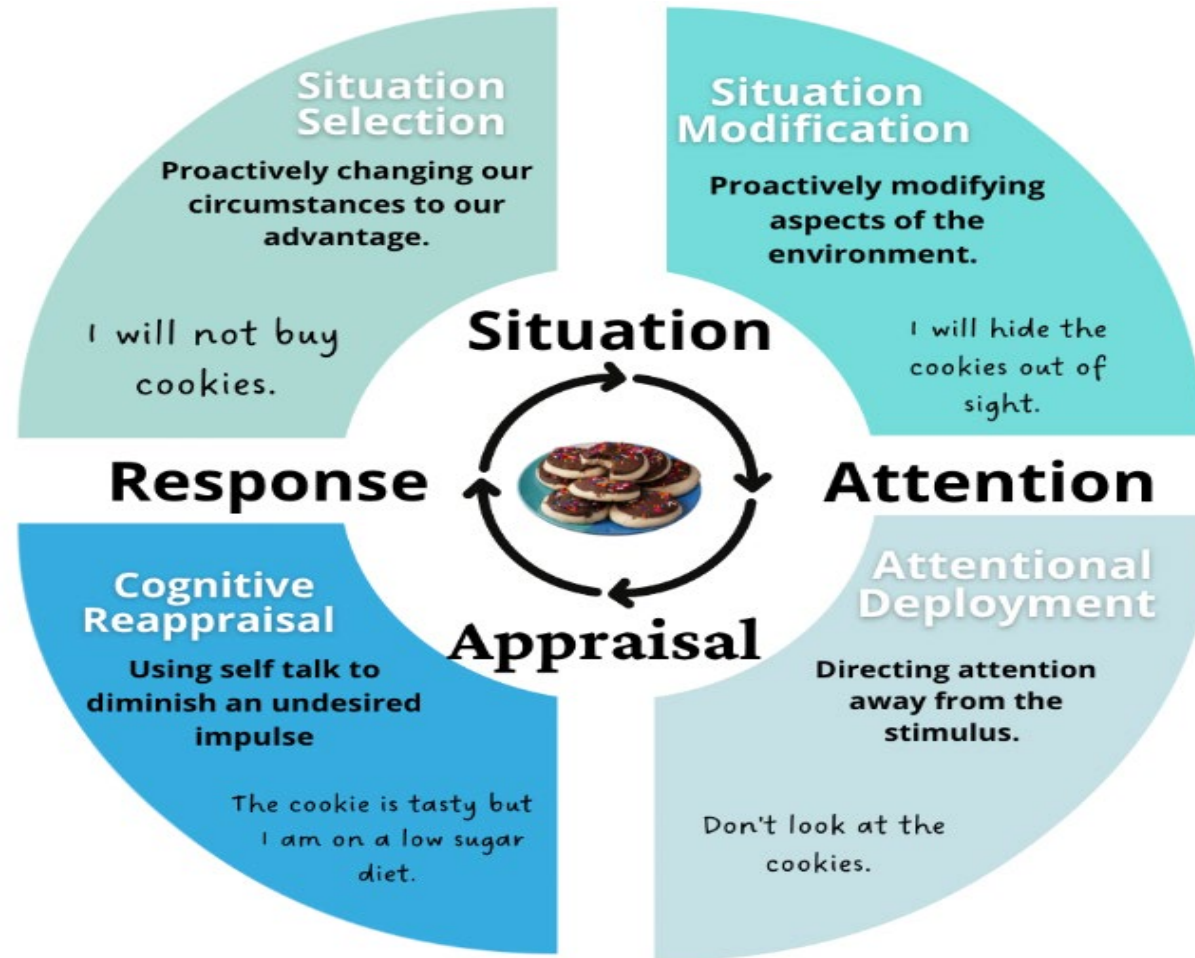 Situation
Selection
Proactively changing our
circumstances to our
advantage.
I will not buy
cookies.
Situation
Modification
Proactively modifying
aspects of the
environment.
I will hide the
cookies out of
sight.
Situation
Response
Attention
Appraisal
Cognitive
Reappraisal
Using self talk to
diminish an undesired
impulse
The cookie is tasty but
I am on a low sugar
diet.
Attentional
Deployment
Directing attention
away from the
stimulus.
Don't look at the
cookies.